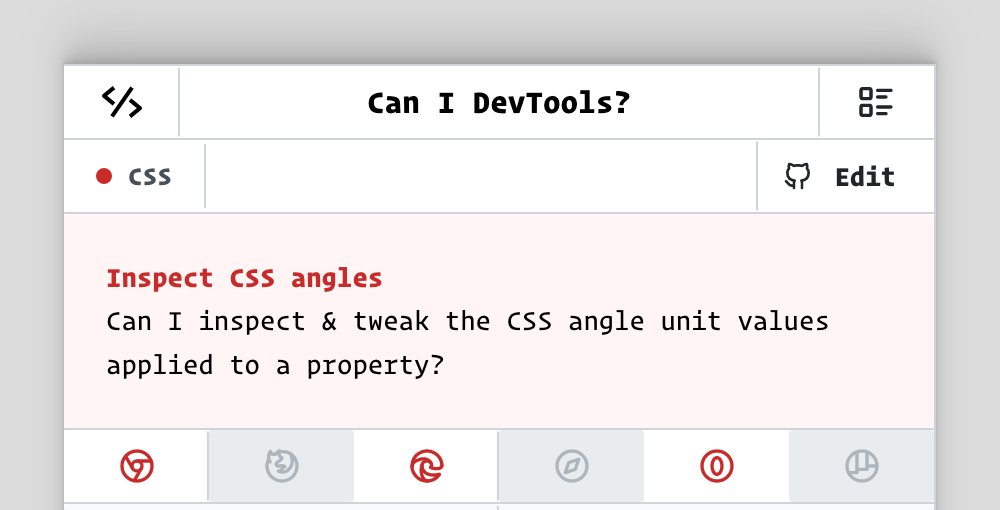 Can I DevTools?
CSS
Edit
Inspect CSS angles
Can I inspect & tweak the CSS angle unit values
applied to a property?